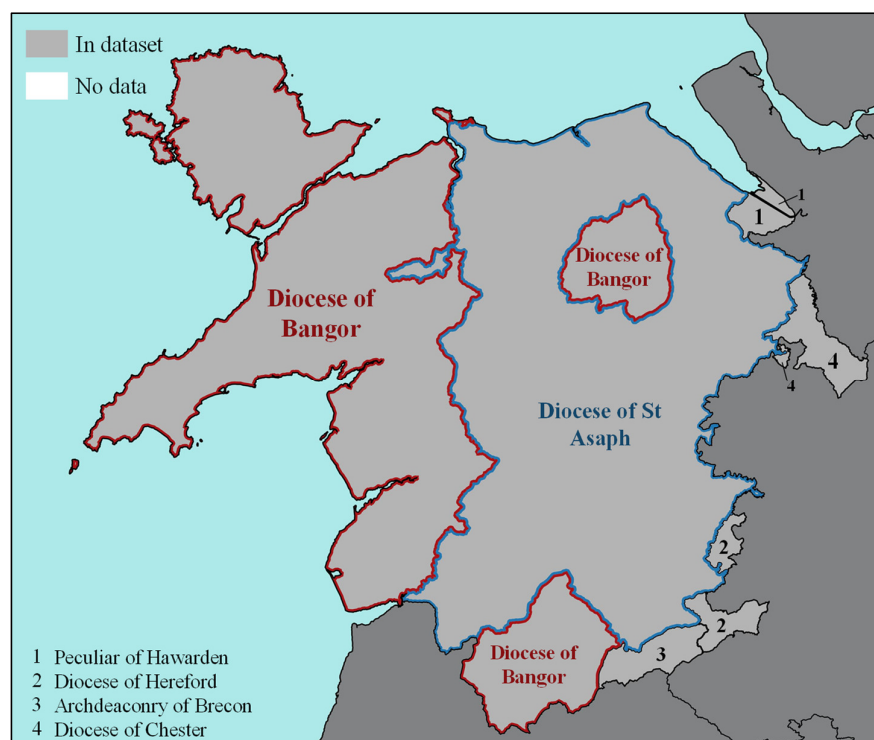 In dataset
No data
1
1
Diocese of
Bangor
Diocese of
Bangor
4
4
Diocese of St
Asaph
2
2
3
Diocese of
Bangor
1 Peculiar of Hawarden
2 Diocese of Hereford
3 Archdeaconry of Brecon
4 Diocese of Chester